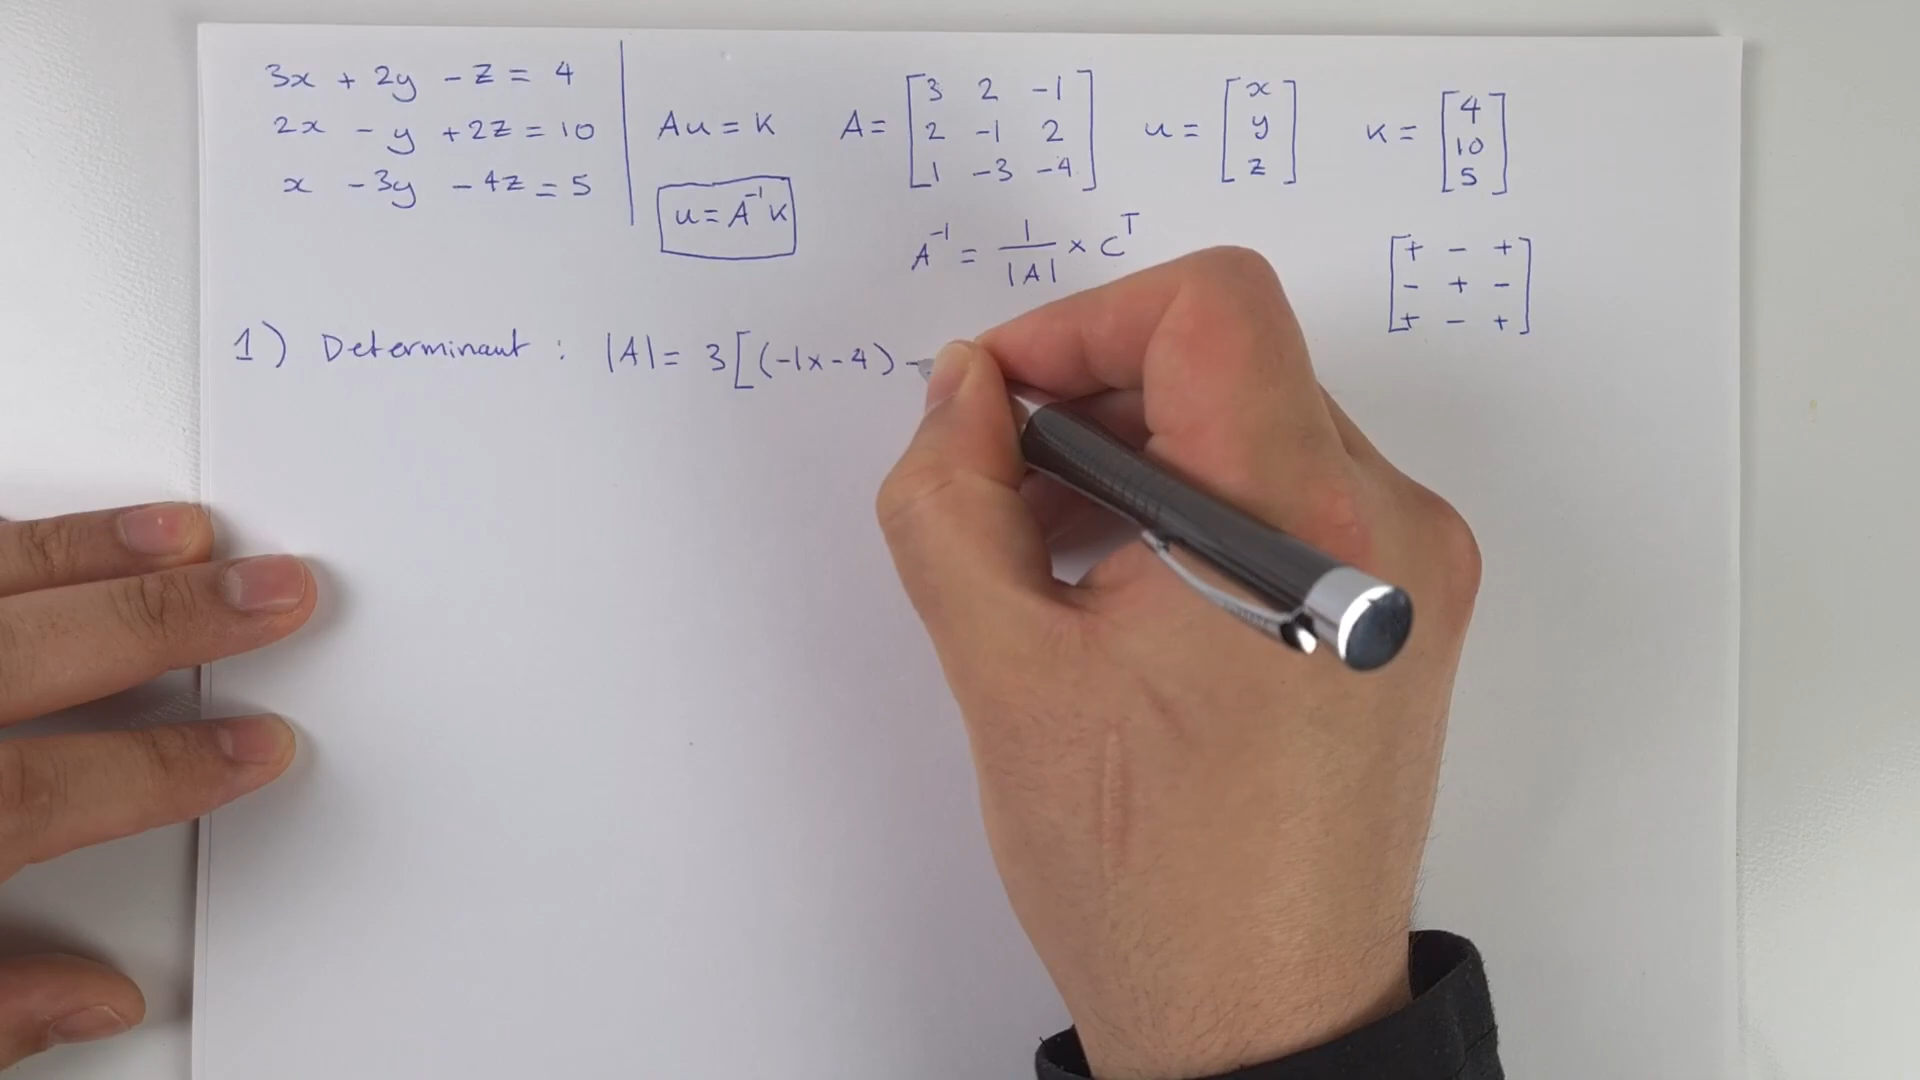 3x + 2y - z = 4
2x - y + 2z = 10
x - 3y - 4z = 5
Au = K
u = A⁻¹ K
A = [3 2 -1
2 -1 2
1 -3 -4]
u = [x
y
z]
K = [4
10
5]
A⁻¹ = 1/|A| × Cᵀ
[+ - +
- + -
+ - +]
1) Determinant : |A| = 3[(-1x-4) -